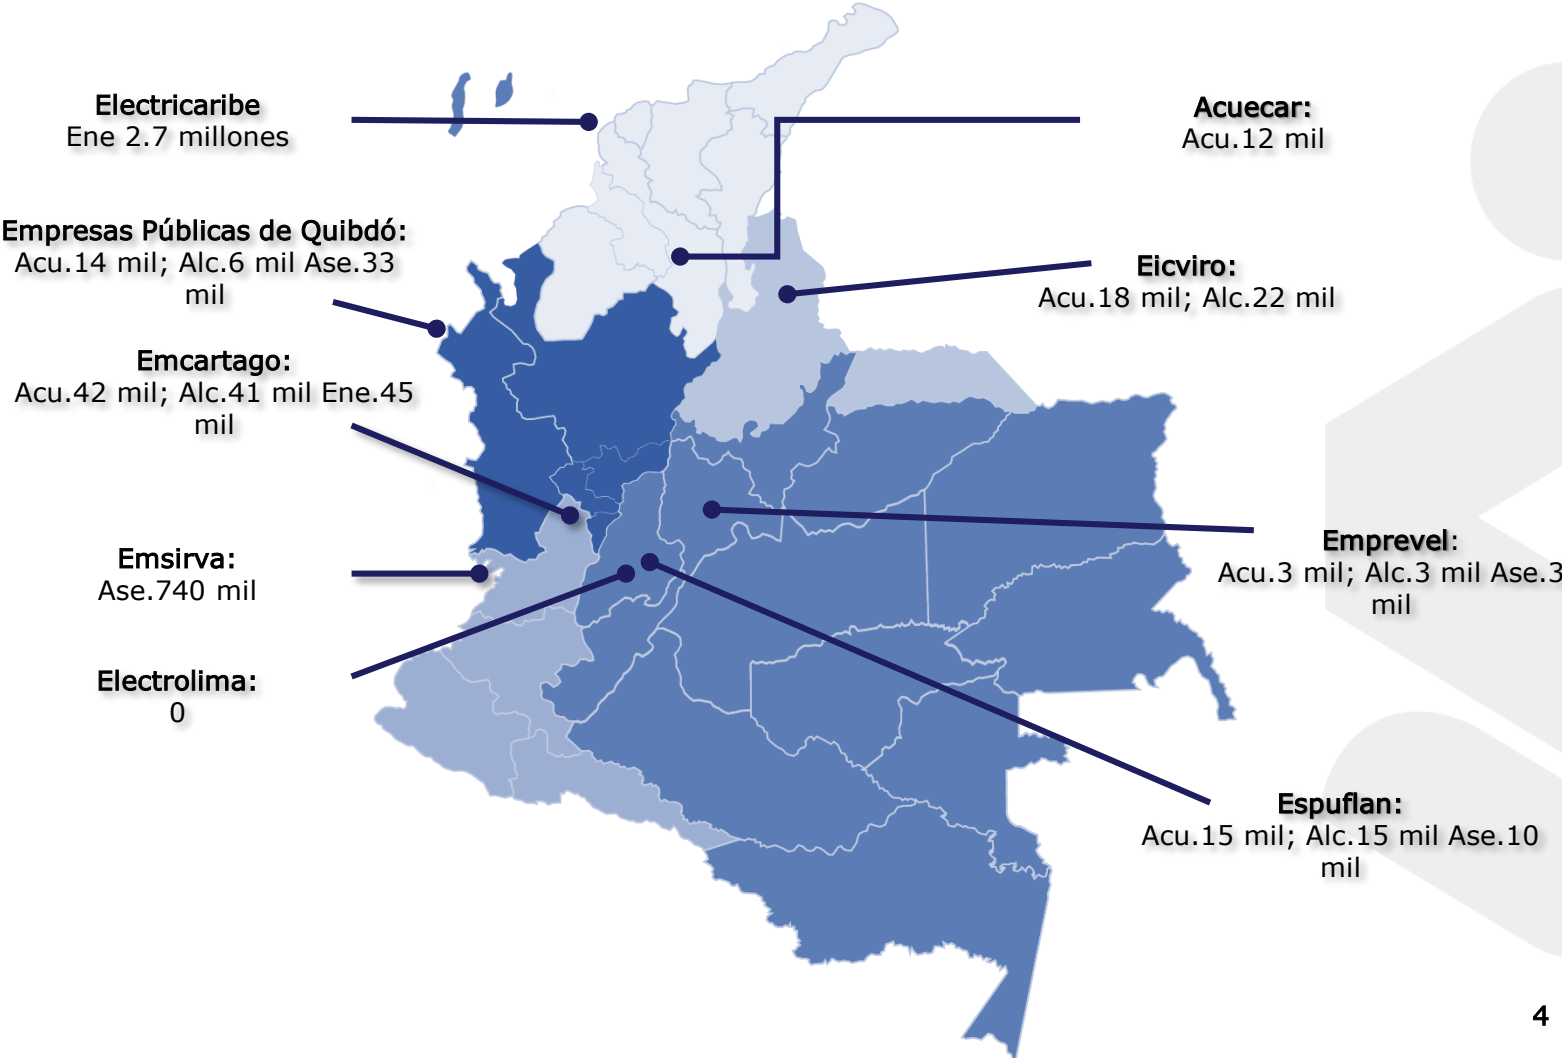 Electricaribe
Ene 2.7 millones
Empresas Públicas de Quibdó:
Acu.14 mil; Alc.6 mil Ase.33
mil
Emcartago:
Acu.42 mil; Alc.41 mil Ene.45
mil
Emsirva:
Ase.740 mil
Electrolima:
0
Acuecar:
Acu.12 mil
Eicviro:
Acu.18 mil; Alc.22 mil
Emprevel:
Acu.3 mil; Alc.3 mil Ase.3
mil
Espuflan:
Acu.15 mil; Alc.15 mil Ase.10
mil
4